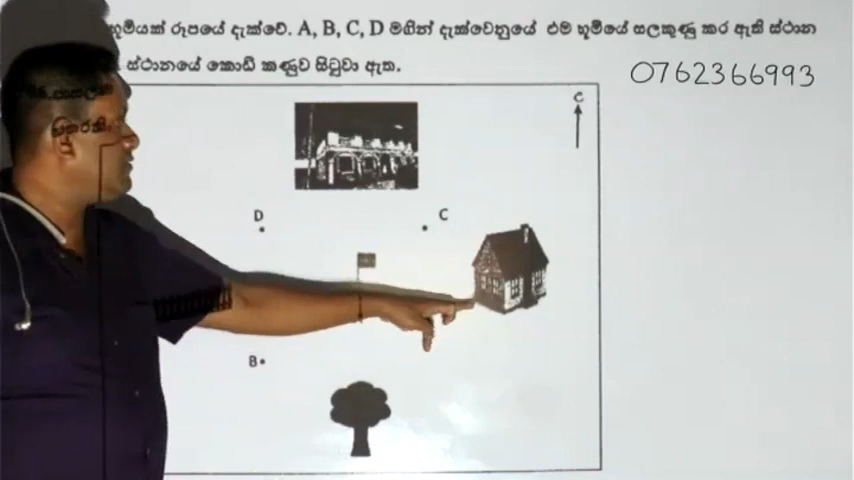 භූමියක් රූපයේ දැක්වේ. A, B, C, D මගින් දැක්වෙනුයේ එම භූමියේ සලකුණු කර ඇති ස්ථාන
ස්ථානයේ කොඩි කණුව සිටුවා ඇත.
0762366993
උ
D
C
B